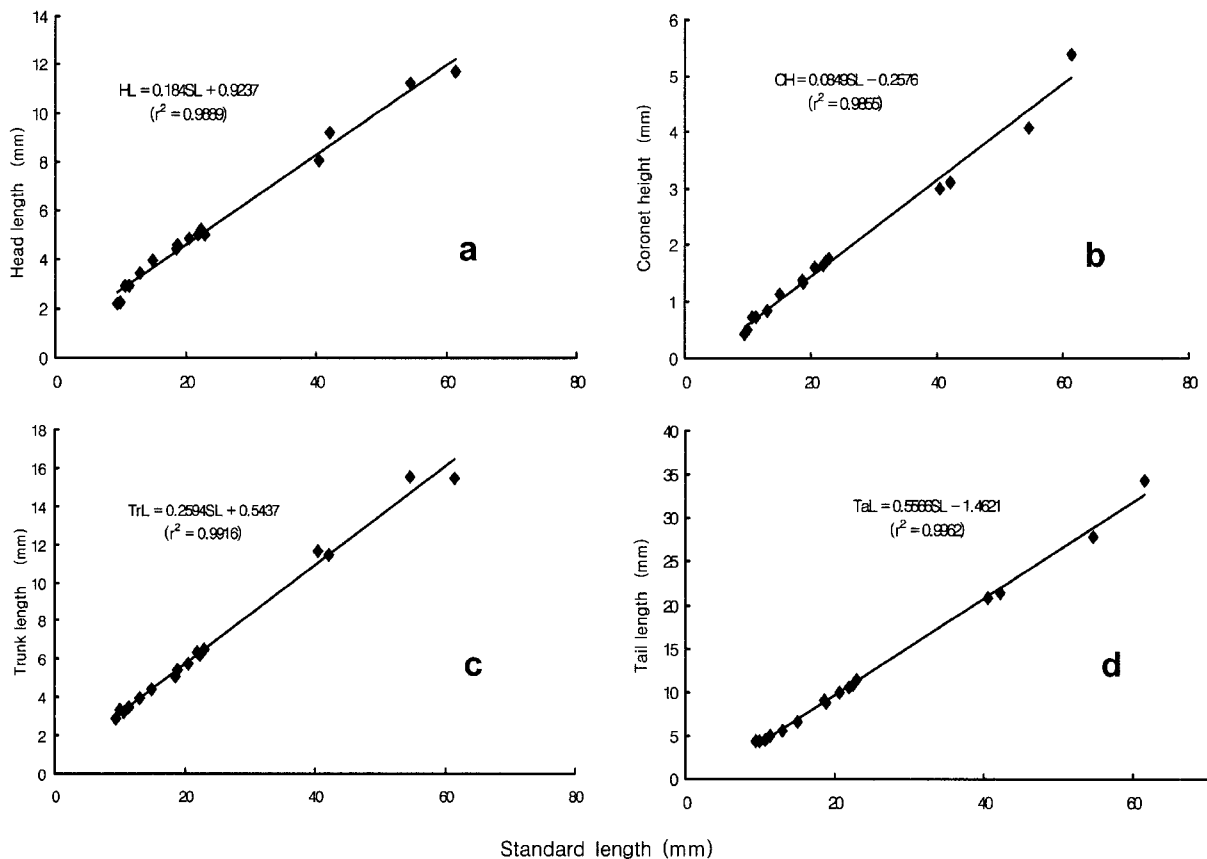 14
12
10
8
6
4
2
0
Head length (mm)
HL = 0.184SL + 0.9237
(r² = 0.9889)
a
0 20 40 60 80
6
5
4
3
2
1
0
Coronet height (mm)
CH = 0.0849SL − 0.2576
(r² = 0.9855)
b
0 20 40 60 80
18
16
14
12
10
8
6
4
2
0
Trunk length (mm)
TrL = 0.2594SL + 0.5437
(r² = 0.9916)
c
0 20 40 60 80
40
35
30
25
20
15
10
5
0
Tail length (mm)
TaL = 0.5566SL − 1.4621
(r² = 0.9962)
d
0 20 40 60
Standard length (mm)